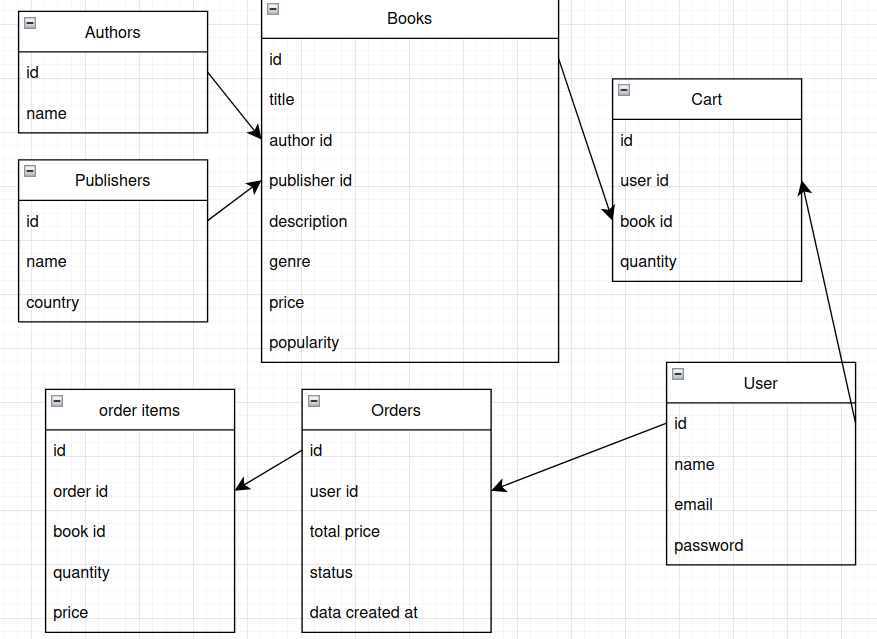 Authors
id
name
Publishers
id
name
country
Books
id
title
author id
publisher id
description
genre
price
popularity
Cart
id
user id
book id
quantity
order items
id
order id
book id
quantity
price
Orders
id
user id
total price
status
data created at
User
id
name
email
password